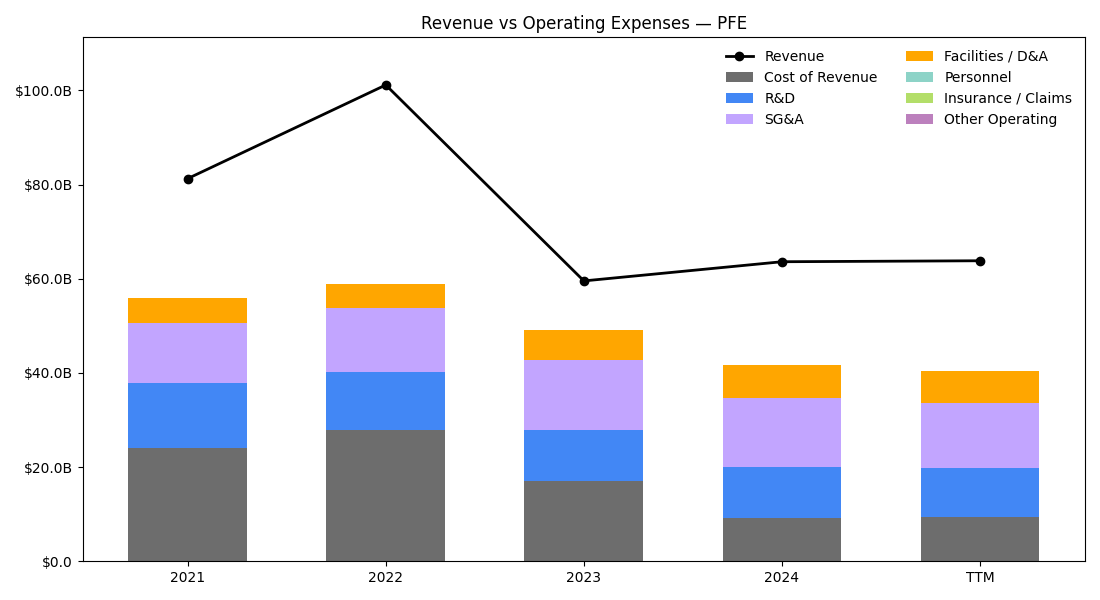 Revenue vs Operating Expenses — PFE
Revenue
Cost of Revenue
R&D
SG&A
Facilities / D&A
Personnel
Insurance / Claims
Other Operating
$100.0B
$80.0B
$60.0B
$40.0B
$20.0B
$0.0
2021
2022
2023
2024
TTM